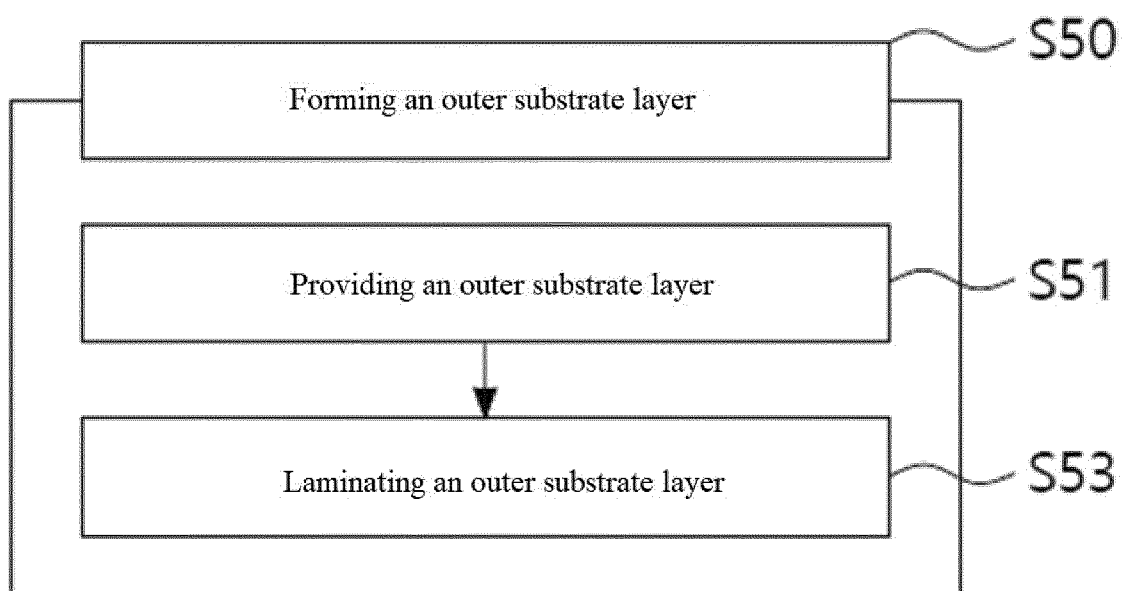 S50
Forming an outer substrate layer
Providing an outer substrate layer
S51
Laminating an outer substrate layer
S53